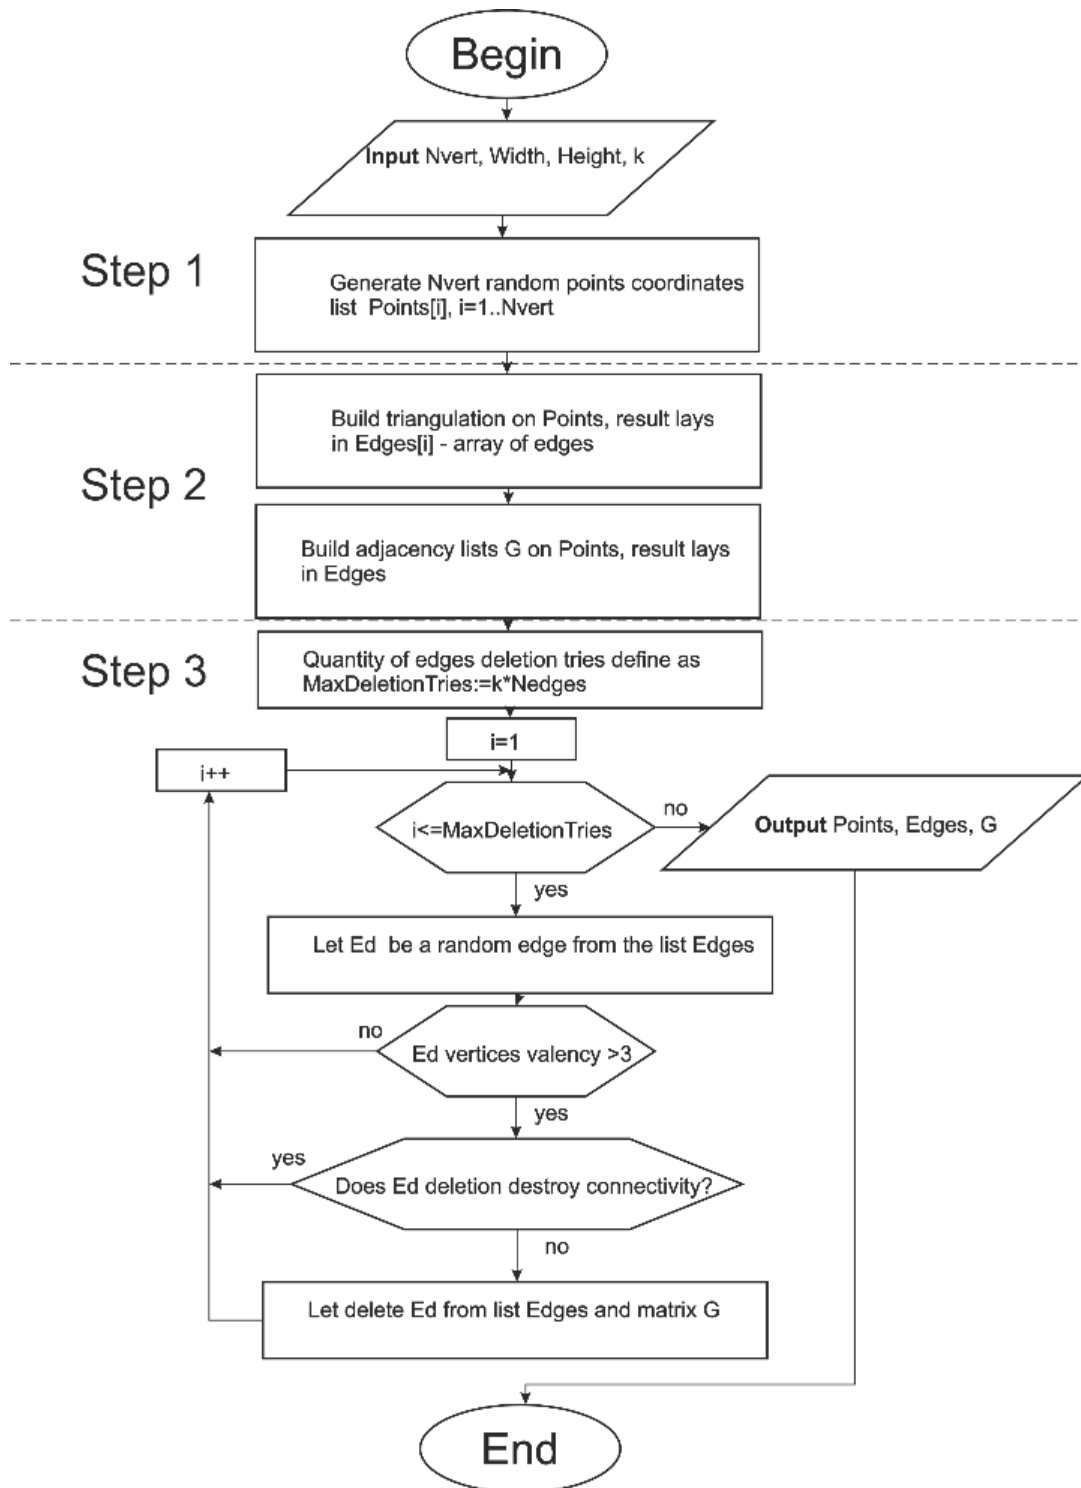 Begin
Input Nvert, Width, Height, k
Step 1
Generate Nvert random points coordinates
list Points[i], i=1..Nvert
Step 2
Build triangulation on Points, result lays
in Edges[i] - array of edges
Build adjacency lists G on Points, result lays
in Edges
Step 3
Quantity of edges deletion tries define as
MaxDeletionTries:=k*Nedges
i=1
i++
i<=MaxDeletionTries
no
Output Points, Edges, G
yes
Let Ed be a random edge from the list Edges
no
Ed vertices valency >3
yes
yes
Does Ed deletion destroy connectivity?
no
Let delete Ed from list Edges and matrix G
End